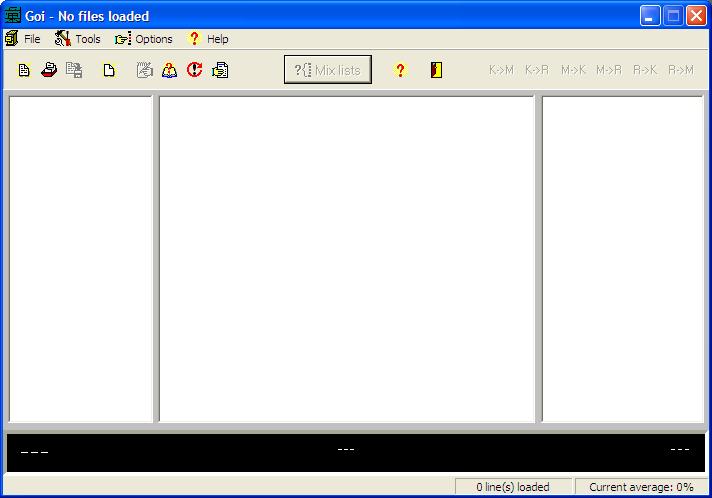 Goi - No files loaded
File Tools Options ? Help
?{ Mix lists ? K->M K->R M->K M->R R->K R->M
--- --- ---
0 line(s) loaded Current average: 0%